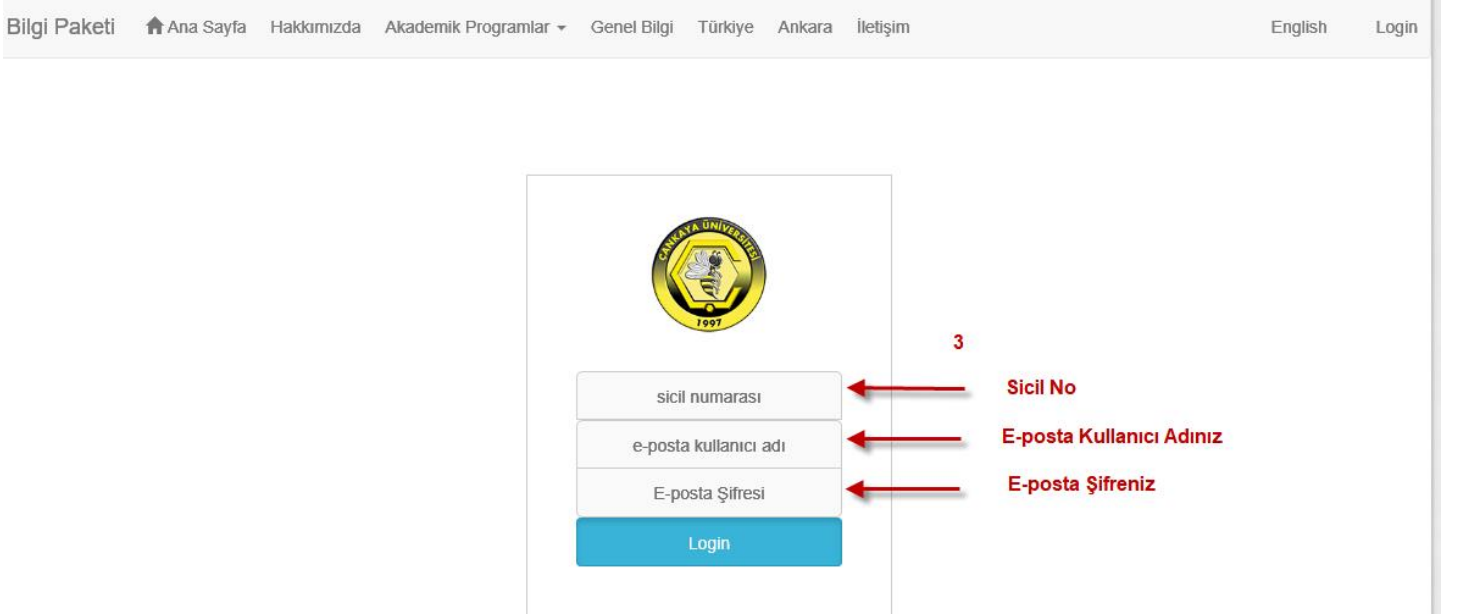 Bilgi Paketi Ana Sayfa Hakkımızda Akademik Programlar Genel Bilgi Türkiye Ankara İletişim English Login
ÇANKAYA ÜNİVERSİTESİ
1997
3
sicil numarası Sicil No
e-posta kullanıcı adı E-posta Kullanıcı Adınız
E-posta Şifresi E-posta Şifreniz
Login